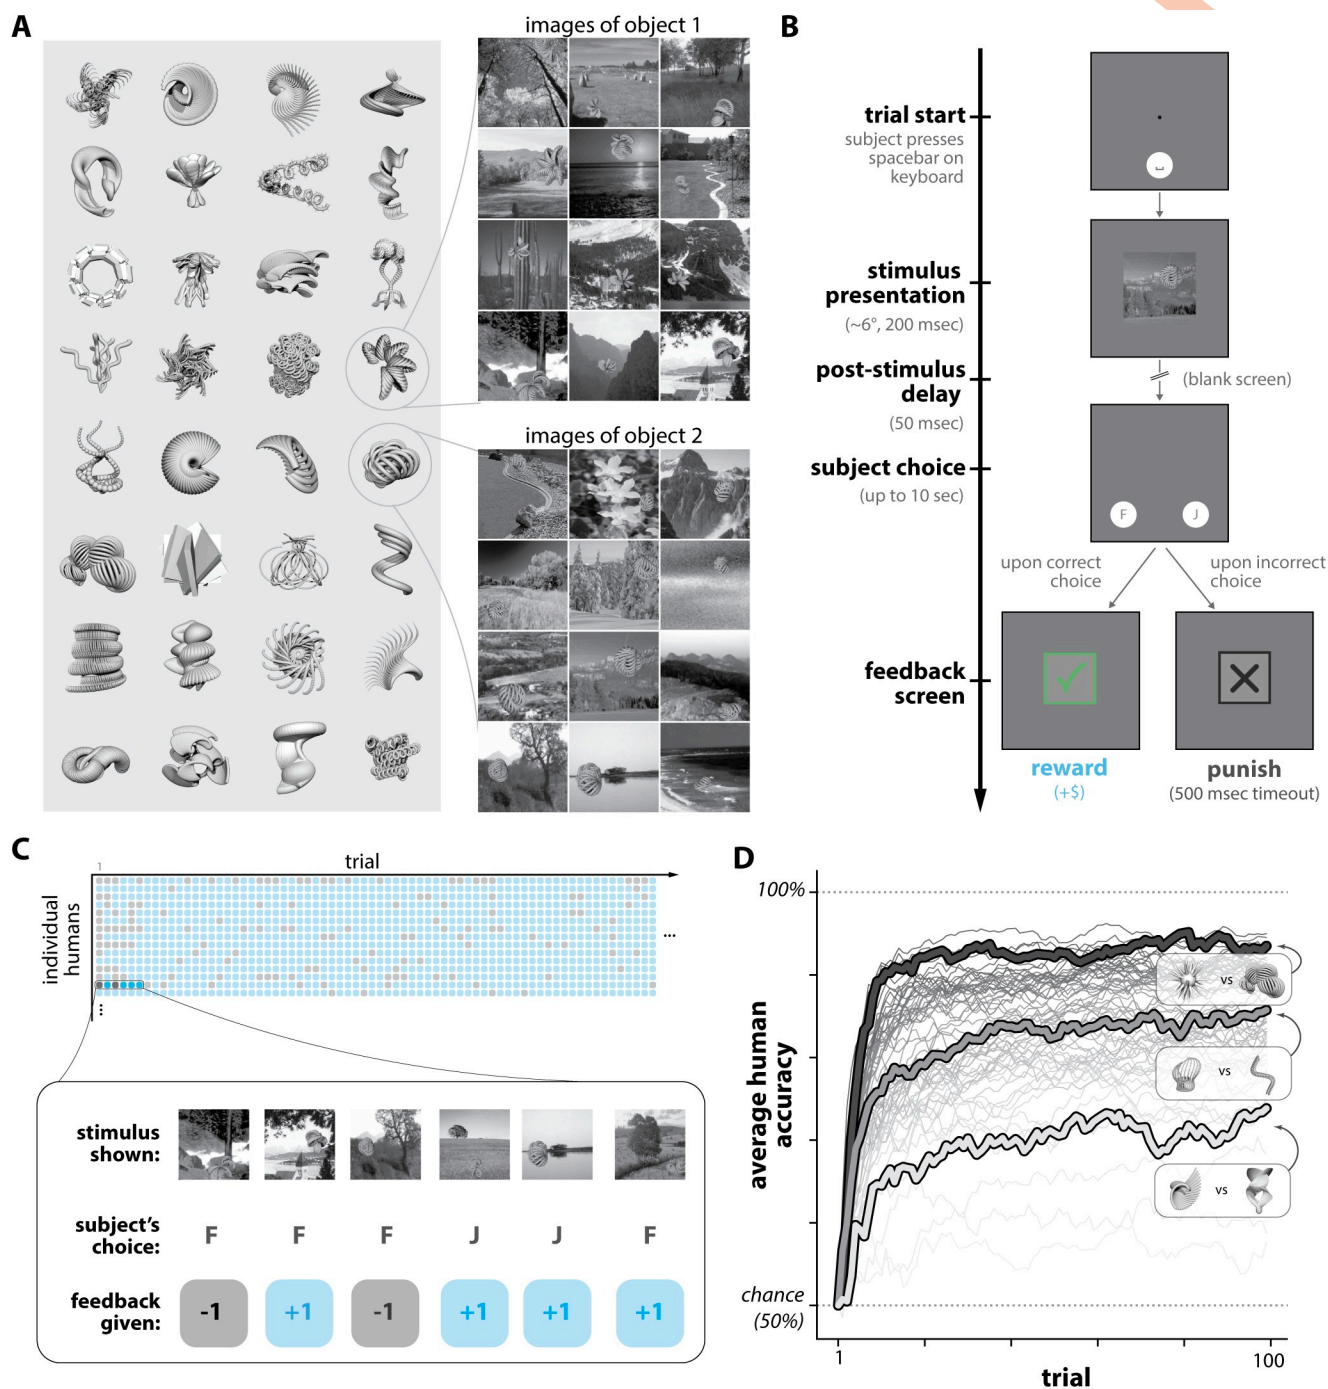 A
images of object 1
images of object 2
B
trial start
subject presses
spacebar on
keyboard
stimulus
presentation
(~6°, 200 msec)
post-stimulus
delay
(50 msec)
(blank screen)
subject choice
(up to 10 sec)
F
J
upon correct
choice
upon incorrect
choice
feedback
screen
reward
(+$)
punish
(500 msec timeout)
C
trial
1
individual
humans
...
...
stimulus
shown:
subject's
choice:
F
F
F
J
J
F
feedback
given:
-1
+1
-1
+1
+1
+1
D
100%
average human
accuracy
chance
(50%)
vs
vs
vs
1
100
trial